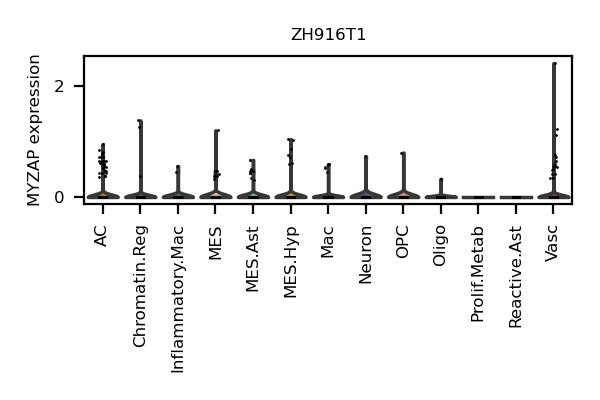 ZH916T1
MYZAP expression
2
0
AC
Chromatin.Reg
Inflammatory.Mac
MES
MES.Ast
MES.Hyp
Mac
Neuron
OPC
Oligo
Prolif.Metab
Reactive.Ast
Vasc